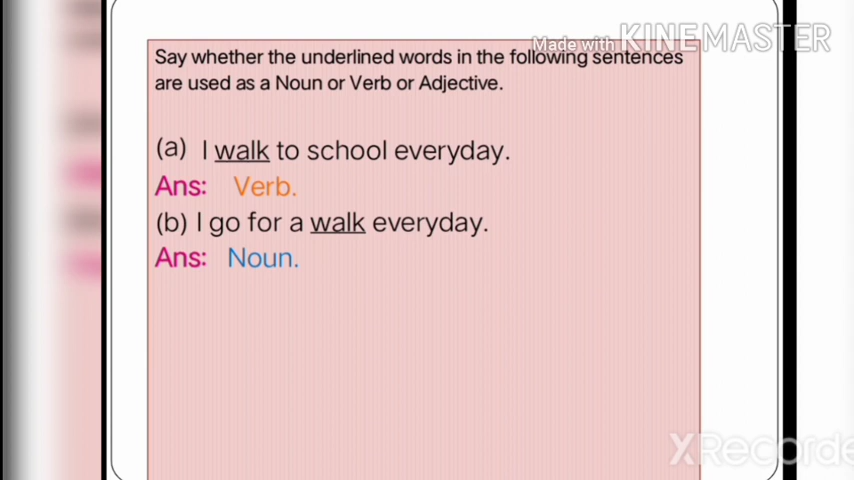 Made with KINEMASTER
Say whether the underlined words in the following sentences
are used as a Noun or Verb or Adjective.
(a) I walk to school everyday.
Ans: Verb.
(b) I go for a walk everyday.
Ans: Noun.
XRecorde